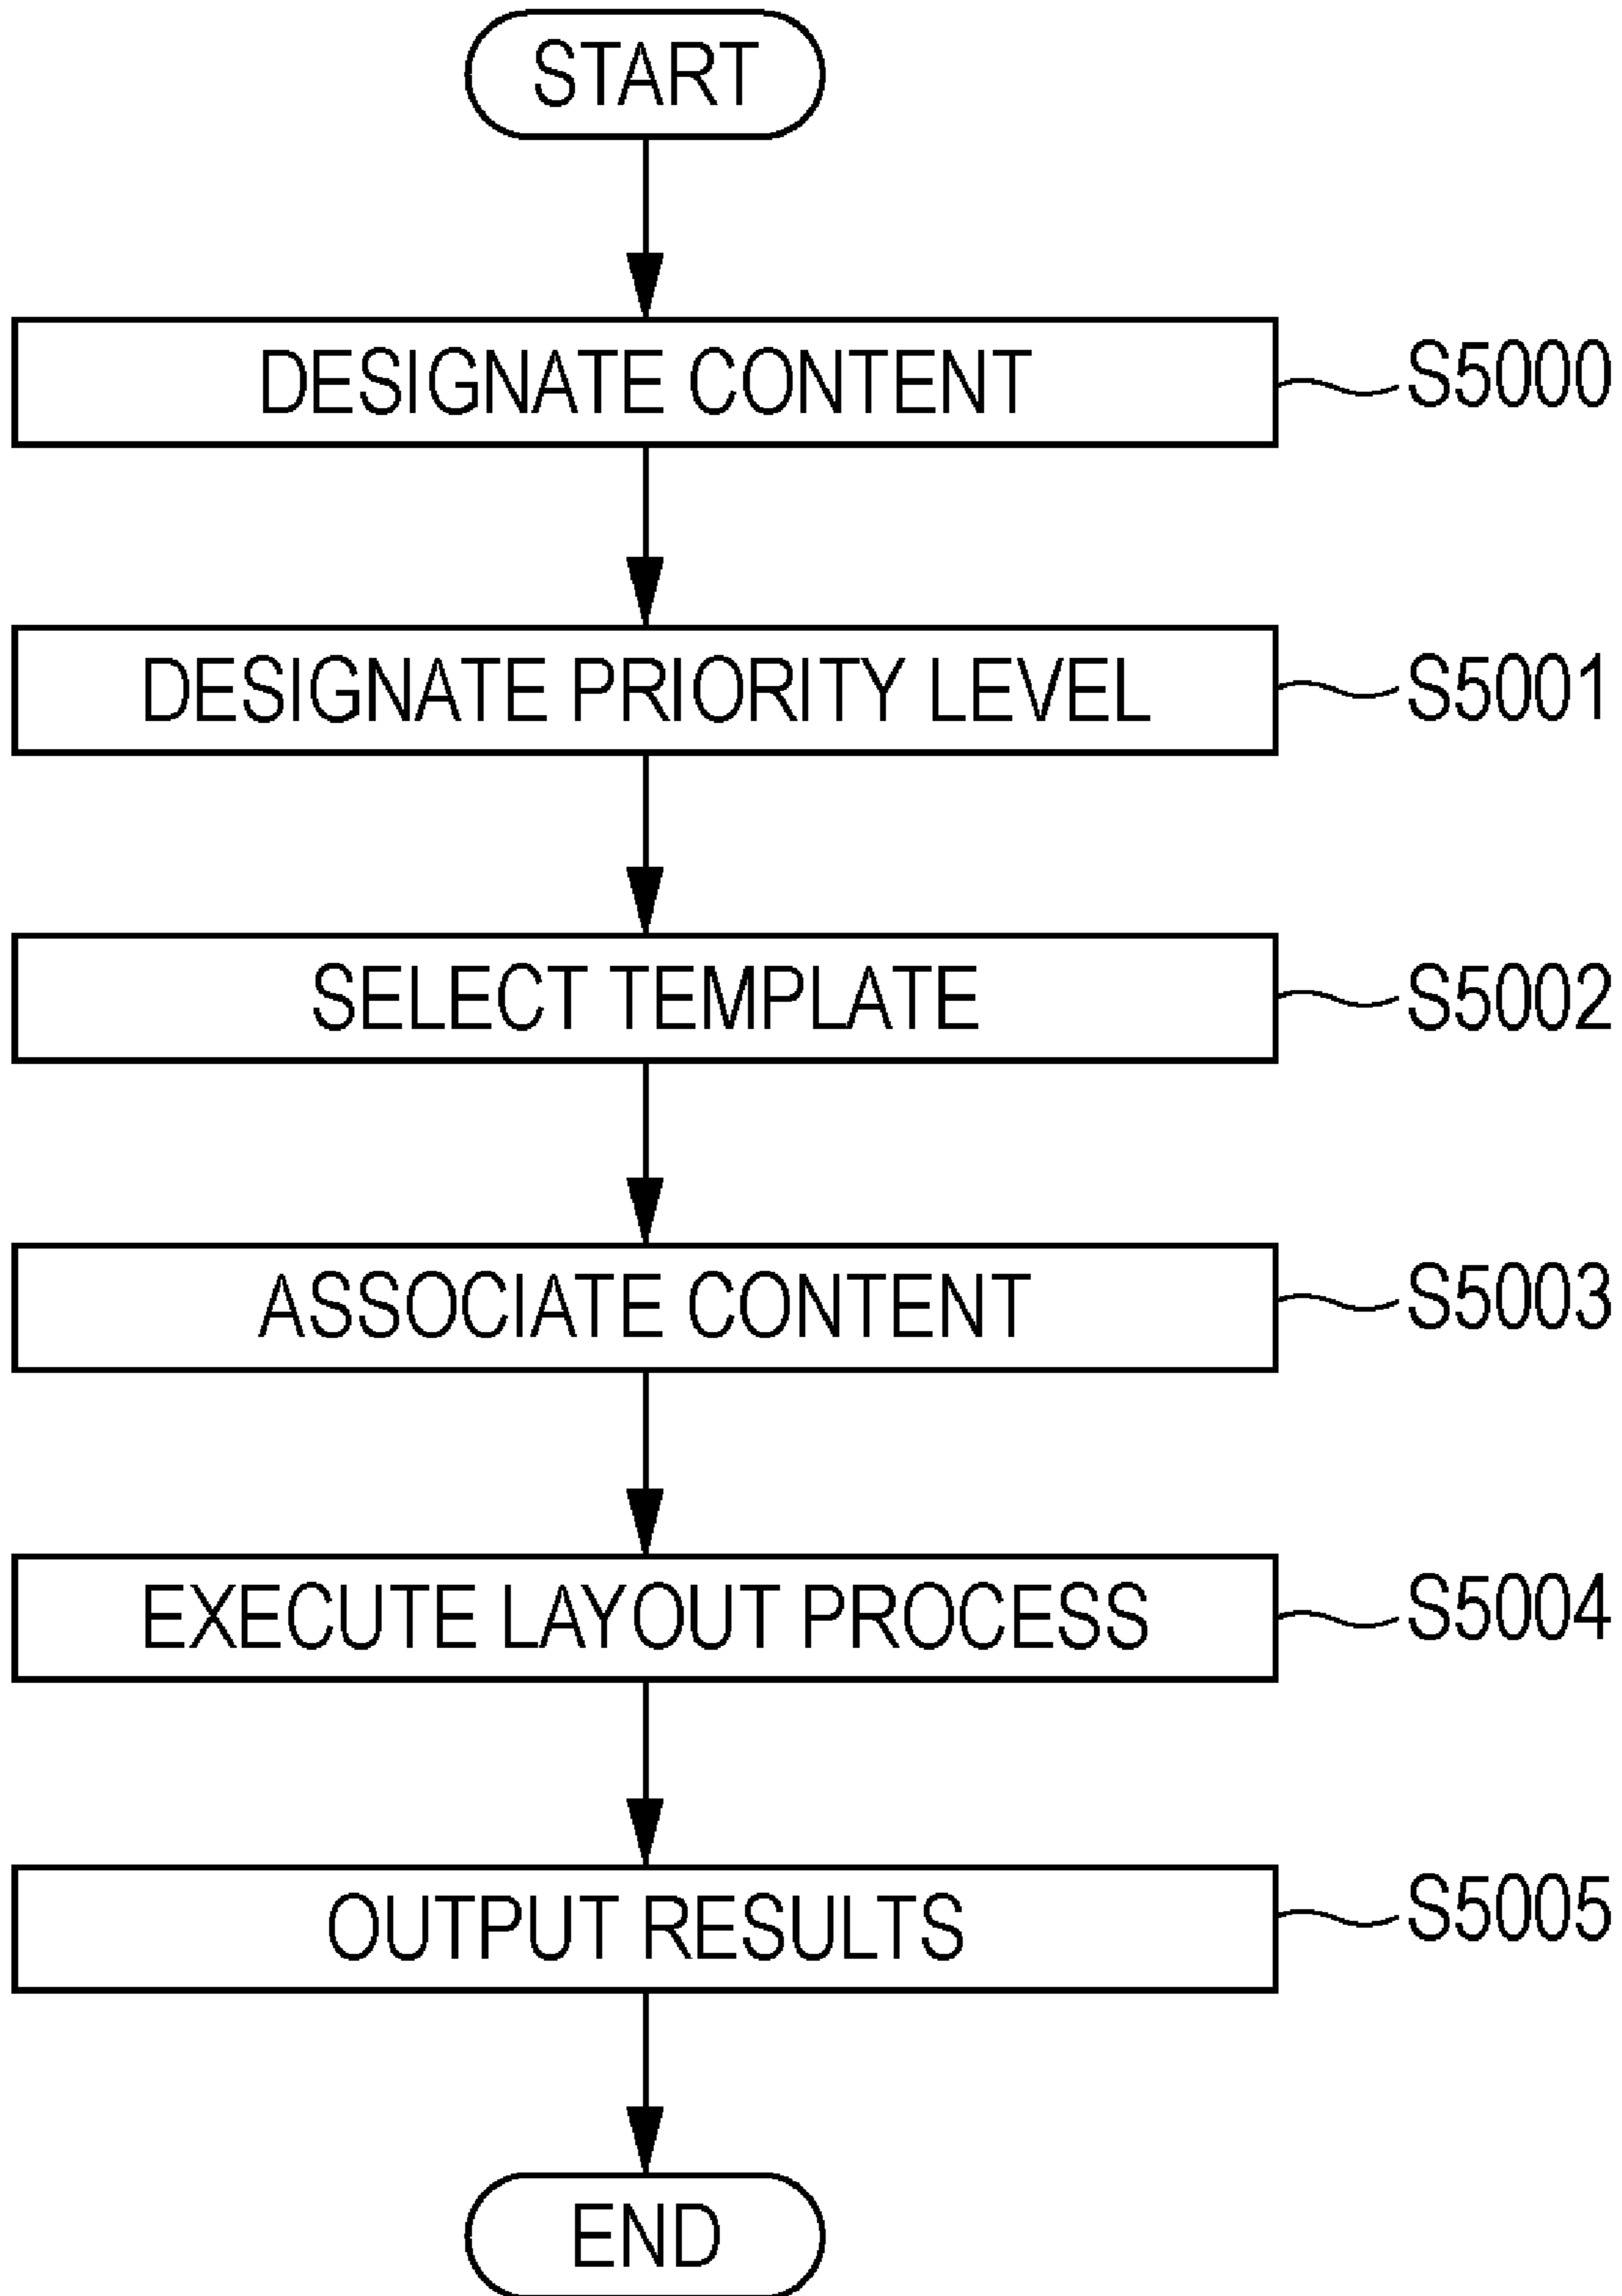 START
DESIGNATE CONTENT S5000
DESIGNATE PRIORITY LEVEL S5001
SELECT TEMPLATE S5002
ASSOCIATE CONTENT S5003
EXECUTE LAYOUT PROCESS S5004
OUTPUT RESULTS S5005
END